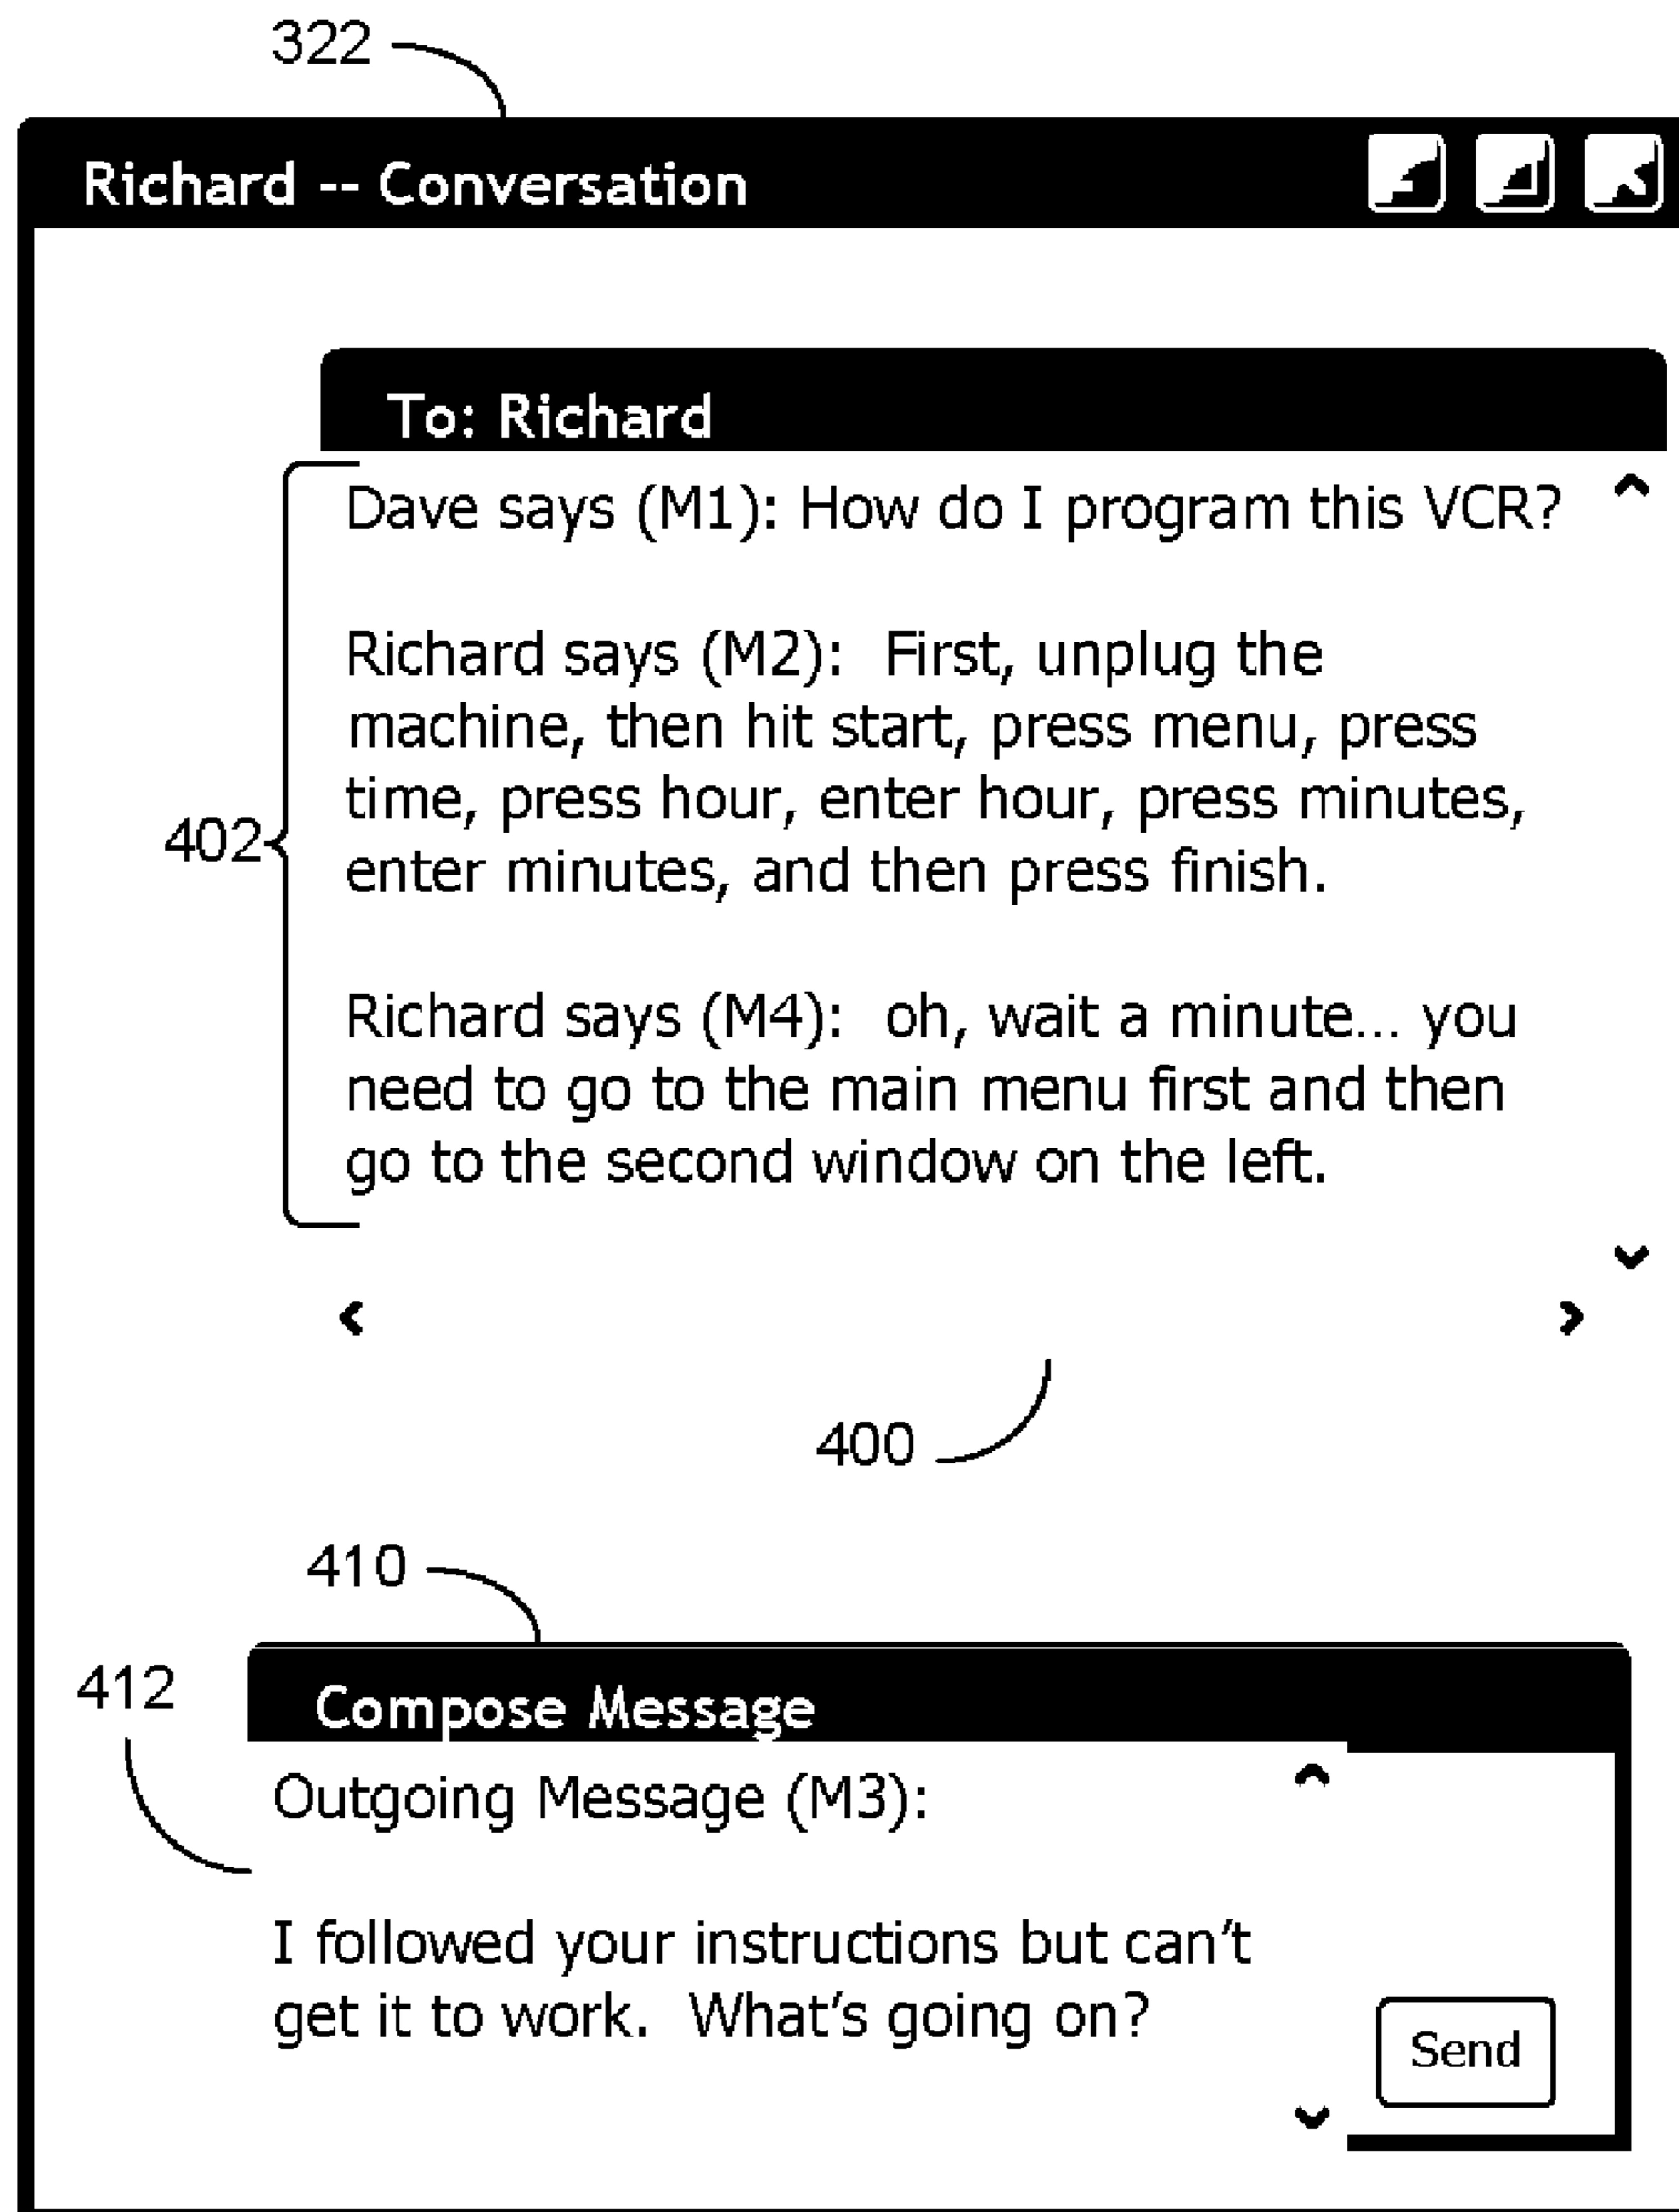 322
Richard -- Conversation
To: Richard
Dave says (M1): How do I program this VCR?
Richard says (M2):  First, unplug the
machine, then hit start, press menu, press
time, press hour, enter hour, press minutes,
enter minutes, and then press finish.
402
Richard says (M4):  oh, wait a minute... you
need to go to the main menu first and then
go to the second window on the left.
400
410
412
Compose Message
Outgoing Message (M3):
I followed your instructions but can't
get it to work.  What's going on?
Send